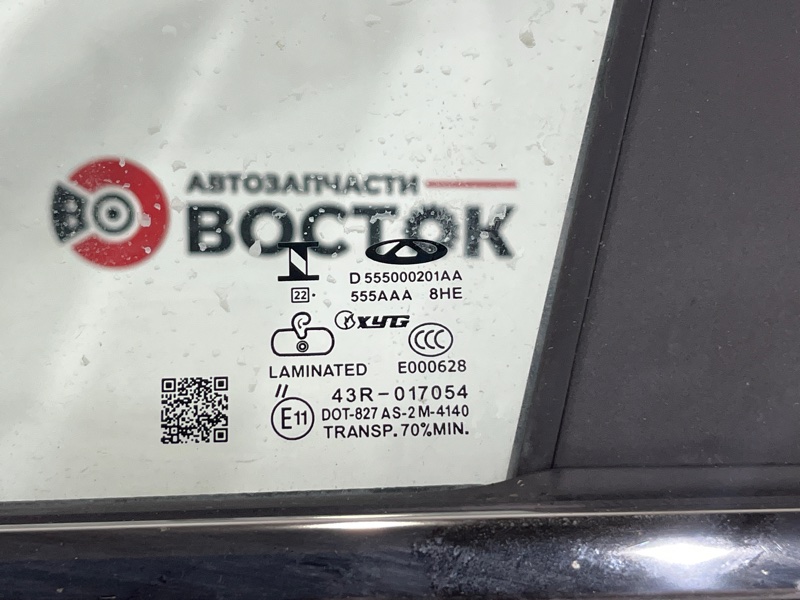 АВТОЗАПЧАСТИ
ВОСТОК
D 555000201AA
22 .
555AAA 8HE
XYG
CCC
LAMINATED E000628
//
43R-017054
E11
DOT-827 AS-2 M-4140
TRANSP. 70% MIN.